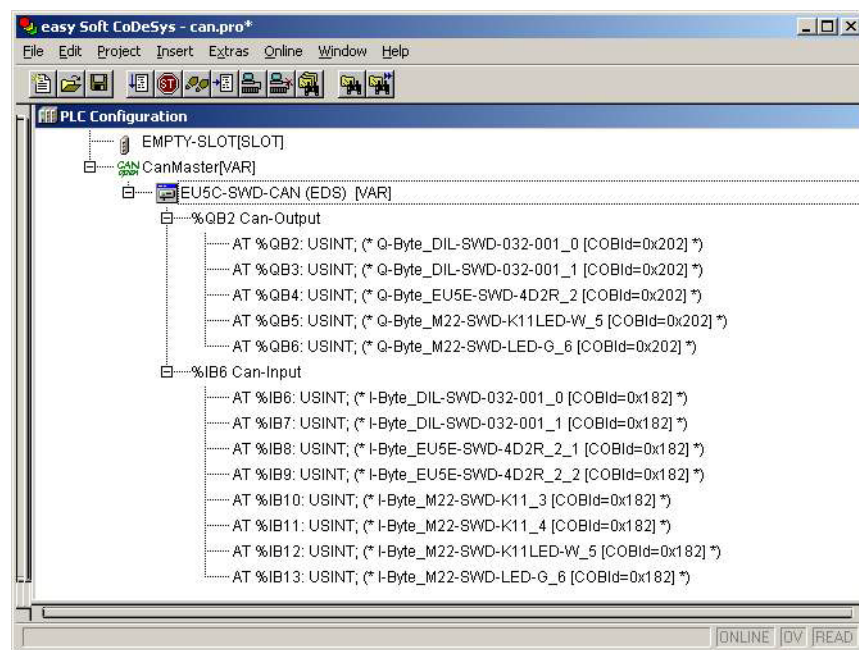 easy Soft CoDeSys - can.pro*
File Edit Project Insert Extras Online Window Help
PLC Configuration
EMPTY-SLOT[SLOT]
CanMaster[VAR]
EU5C-SWD-CAN (EDS) [VAR]
%QB2 Can-Output
AT %QB2: USINT; (* Q-Byte_DIL-SWD-032-001_0 [COBId=0x202] *)
AT %QB3: USINT; (* Q-Byte_DIL-SWD-032-001_1 [COBId=0x202] *)
AT %QB4: USINT; (* Q-Byte_EU5E-SWD-4D2R_2 [COBId=0x202] *)
AT %QB5: USINT; (* Q-Byte_M22-SWD-K11LED-W_5 [COBId=0x202] *)
AT %QB6: USINT; (* Q-Byte_M22-SWD-LED-G_6 [COBId=0x202] *)
%IB6 Can-Input
AT %IB6: USINT; (* I-Byte_DIL-SWD-032-001_0 [COBId=0x182] *)
AT %IB7: USINT; (* I-Byte_DIL-SWD-032-001_1 [COBId=0x182] *)
AT %IB8: USINT; (* I-Byte_EU5E-SWD-4D2R_2_1 [COBId=0x182] *)
AT %IB9: USINT; (* I-Byte_EU5E-SWD-4D2R_2_2 [COBId=0x182] *)
AT %IB10: USINT; (* I-Byte_M22-SWD-K11_3 [COBId=0x182] *)
AT %IB11: USINT; (* I-Byte_M22-SWD-K11_4 [COBId=0x182] *)
AT %IB12: USINT; (* I-Byte_M22-SWD-K11LED-W_5 [COBId=0x182] *)
AT %IB13: USINT; (* I-Byte_M22-SWD-LED-G_6 [COBId=0x182] *)
ONLINE OV READ